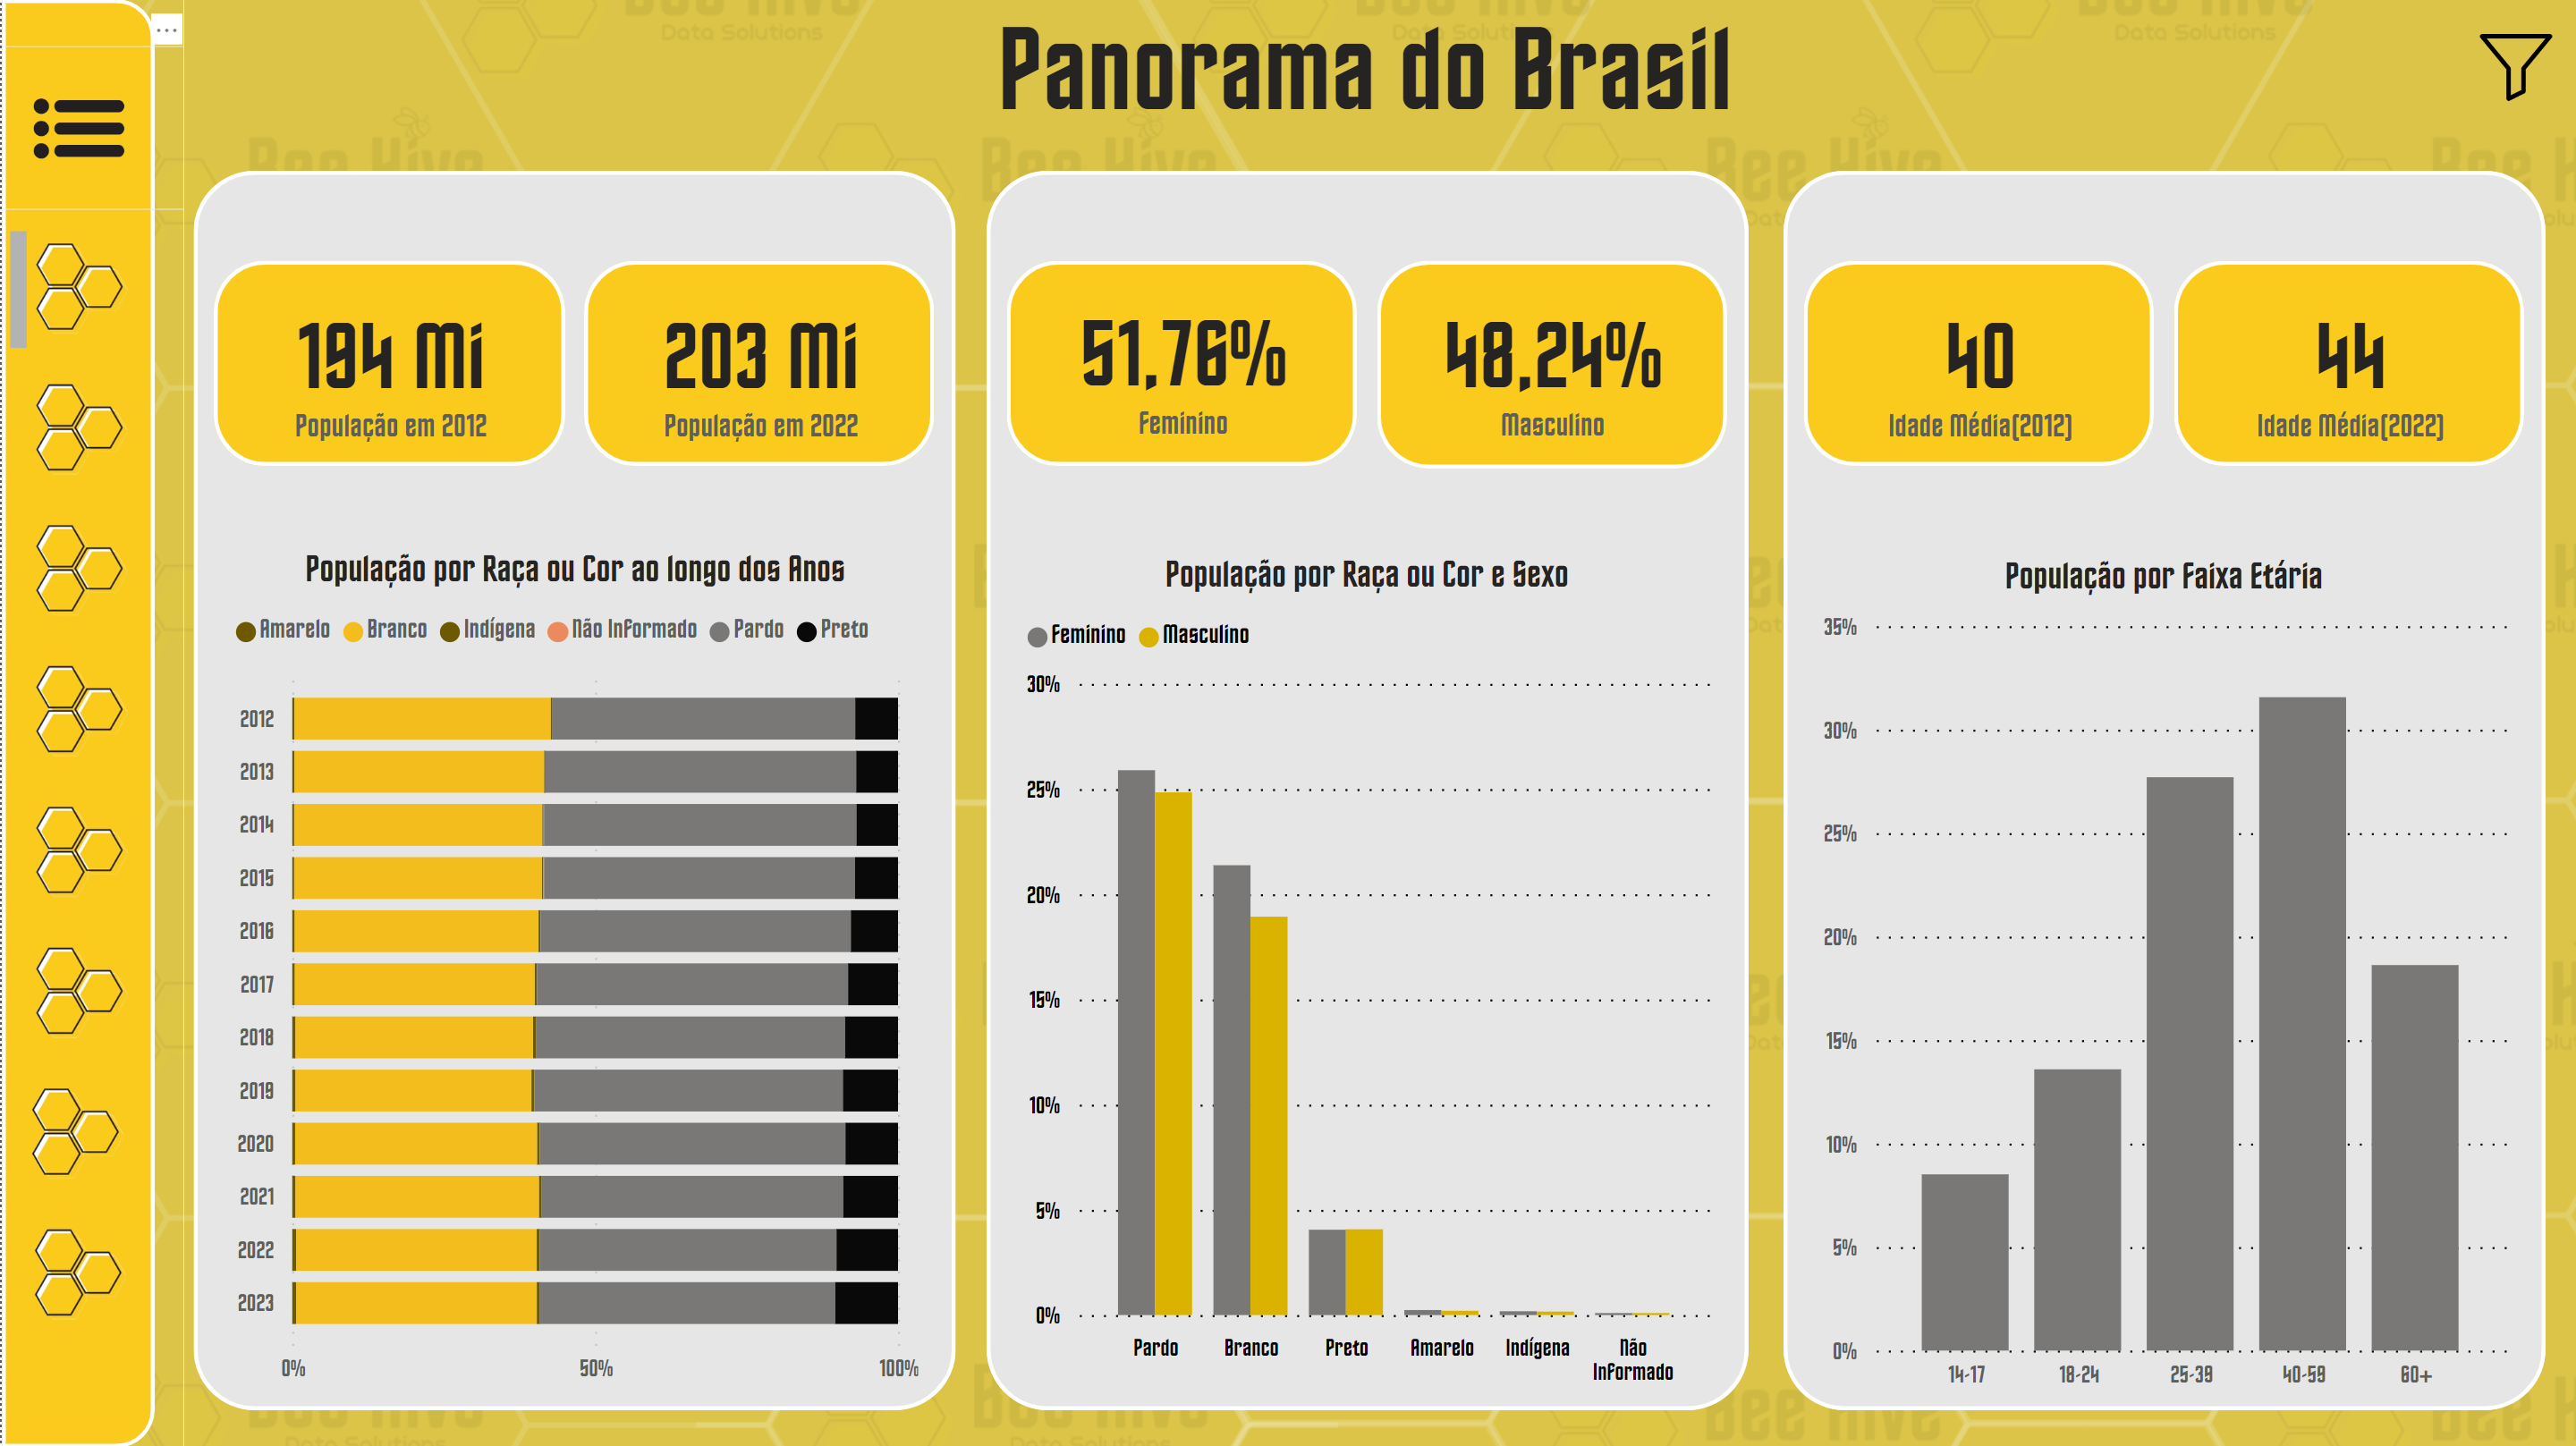 Panorama do Brasil
Bee Hive
Data Solutions
...
194 Mi
População em 2012
203 Mi
População em 2022
51,76%
Feminino
48,24%
Masculino
40
Idade Média(2012)
44
Idade Média(2022)
População por Raça ou Cor ao longo dos Anos
Amarelo Branco Indígena Não Informado Pardo Preto
2012
2013
2014
2015
2016
2017
2018
2019
2020
2021
2022
2023
0% 50% 100%
População por Raça ou Cor e Sexo
Feminino Masculino
30%
25%
20%
15%
10%
5%
0%
Pardo Branco Preto Amarelo Indígena Não
Informado
População por Faixa Etária
35%
30%
25%
20%
15%
10%
5%
0%
14-17 18-24 25-39 40-59 60+